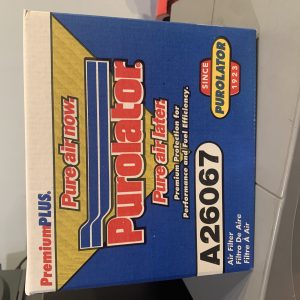 PremiumPLUS.
Pure air now.
Purolator
Pure air later.
Premium Protection for
Performance and Fuel Efficiency.
SINCE
PUROLATOR
1923
A26067
Air Filter
Filtro De Aire
Filtre À Air